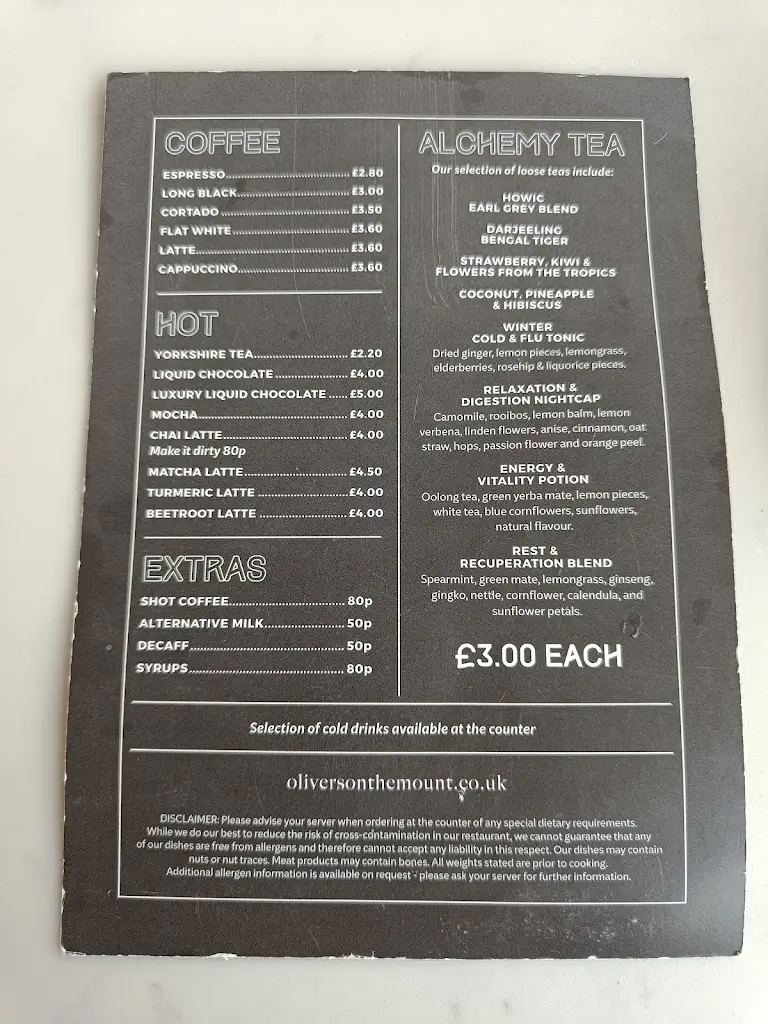 COFFEE
ESPRESSO.............................. £2.80
LONG BLACK........................... £3.00
CORTADO .............................. £3.50
FLAT WHITE............................ £3.60
LATTE..................................... £3.60
CAPPUCCINO........................... £3.60
HOT
YORKSHIRE TEA....................... £2.20
LIQUID CHOCOLATE .................. £4.00
LUXURY LIQUID CHOCOLATE ..... £5.00
MOCHA................................... £4.00
CHAI LATTE.............................. £4.00
Make it dirty 80p
MATCHA LATTE......................... £4.50
TURMERIC LATTE ..................... £4.00
BEETROOT LATTE ..................... £4.00
EXTRAS
SHOT COFFEE........................... 80p
ALTERNATIVE MILK................... 50p
DECAFF.................................. 50p
SYRUPS.................................. 80p
ALCHEMY TEA
Our selection of loose teas include:
HOWIC
EARL GREY BLEND
DARJEELING
BENGAL TIGER
STRAWBERRY, KIWI &
FLOWERS FROM THE TROPICS
COCONUT, PINEAPPLE
& HIBISCUS
WINTER
COLD & FLU TONIC
Dried ginger, lemon pieces, lemongrass,
elderberries, rosehip & liquorice pieces.
RELAXATION &
DIGESTION NIGHTCAP
Camomile, rooibos, lemon balm, lemon
verbena, linden flowers, anise, cinnamon, oat
straw, hops, passion flower and orange peel.
ENERGY &
VITALITY POTION
Oolong tea, green yerba mate, lemon pieces,
white tea, blue cornflowers, sunflowers,
natural flavour.
REST &
RECUPERATION BLEND
Spearmint, green mate, lemongrass, ginseng,
gingko, nettle, cornflower, calendula, and
sunflower petals.
£3.00 EACH
Selection of cold drinks available at the counter
oliversonthemount.co.uk
DISCLAIMER: Please advise your server when ordering at the counter of any special dietary requirements.
While we do our best to reduce the risk of cross-contamination in our restaurant, we cannot guarantee that any
of our dishes are free from allergens and therefore cannot accept any liability in this respect. Our dishes may contain
nuts or nut traces. Meat products may contain bones. All weights stated are prior to cooking.
Additional allergen information is available on request - please ask your server for further information.